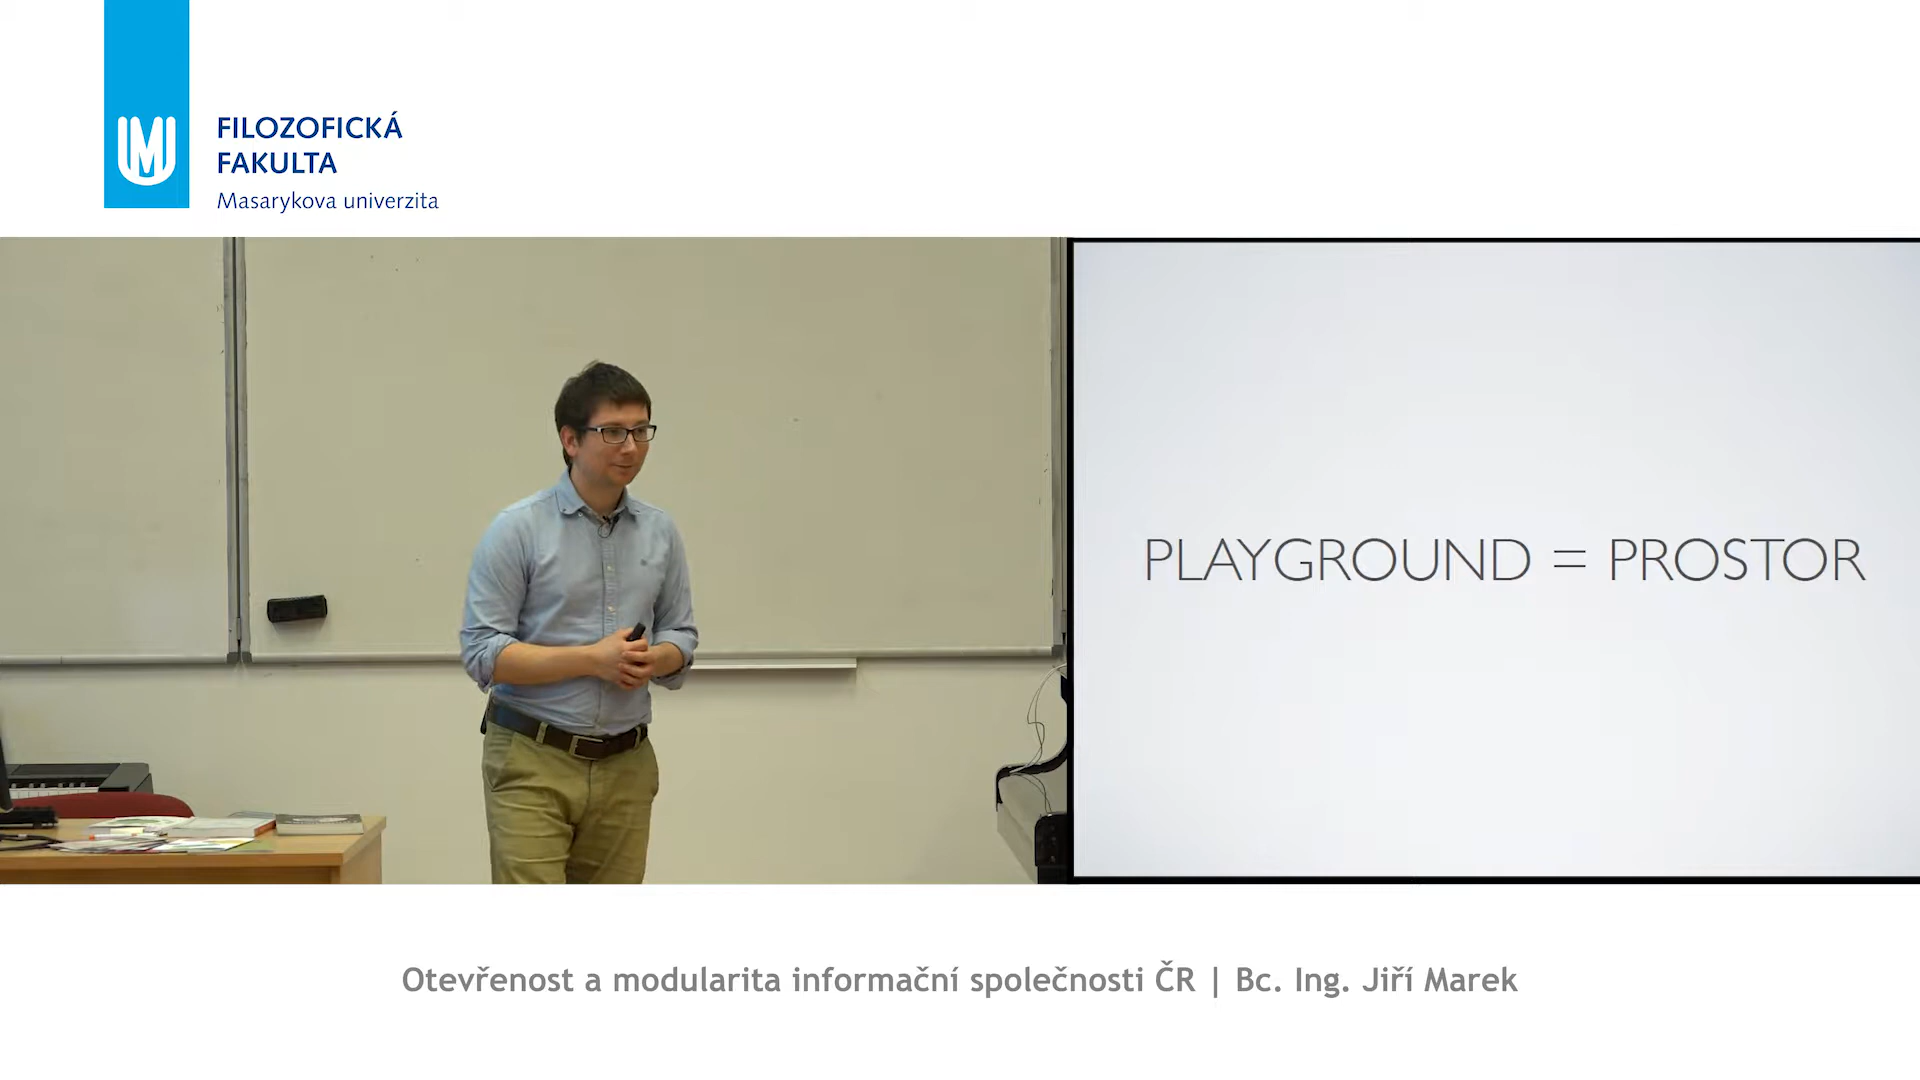 FILOZOFICKÁ
FAKULTA
Masarykova univerzita
PLAYGROUND = PROSTOR
Otevřenost a modularita informační společnosti ČR | Bc. Ing. Jiří Marek